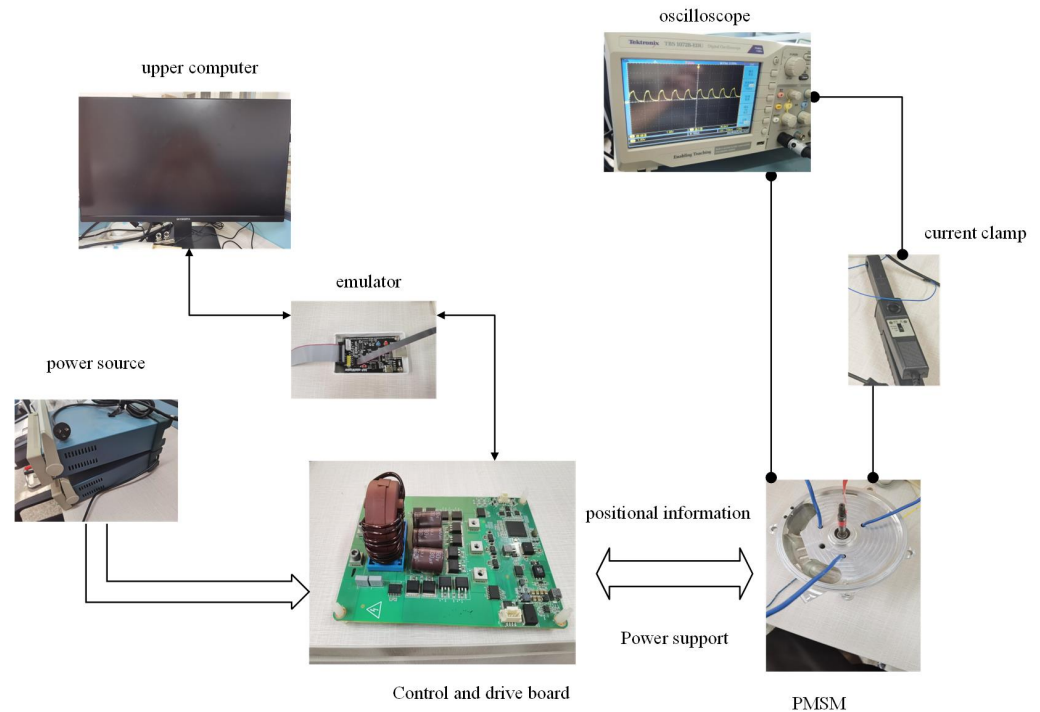 oscilloscope
upper computer
Tektronix
current clamp
emulator
power source
positional information
Power support
Control and drive board
PMSM